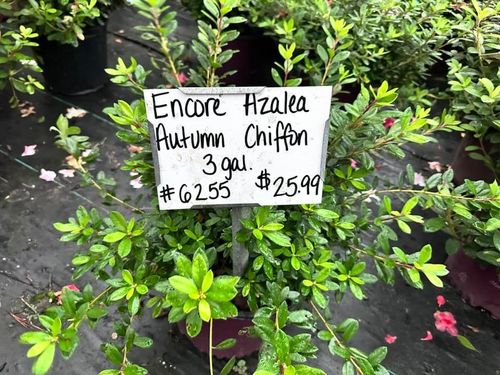 Encore Azalea
Autumn Chiffon
3 gal.
#6255 $25.99